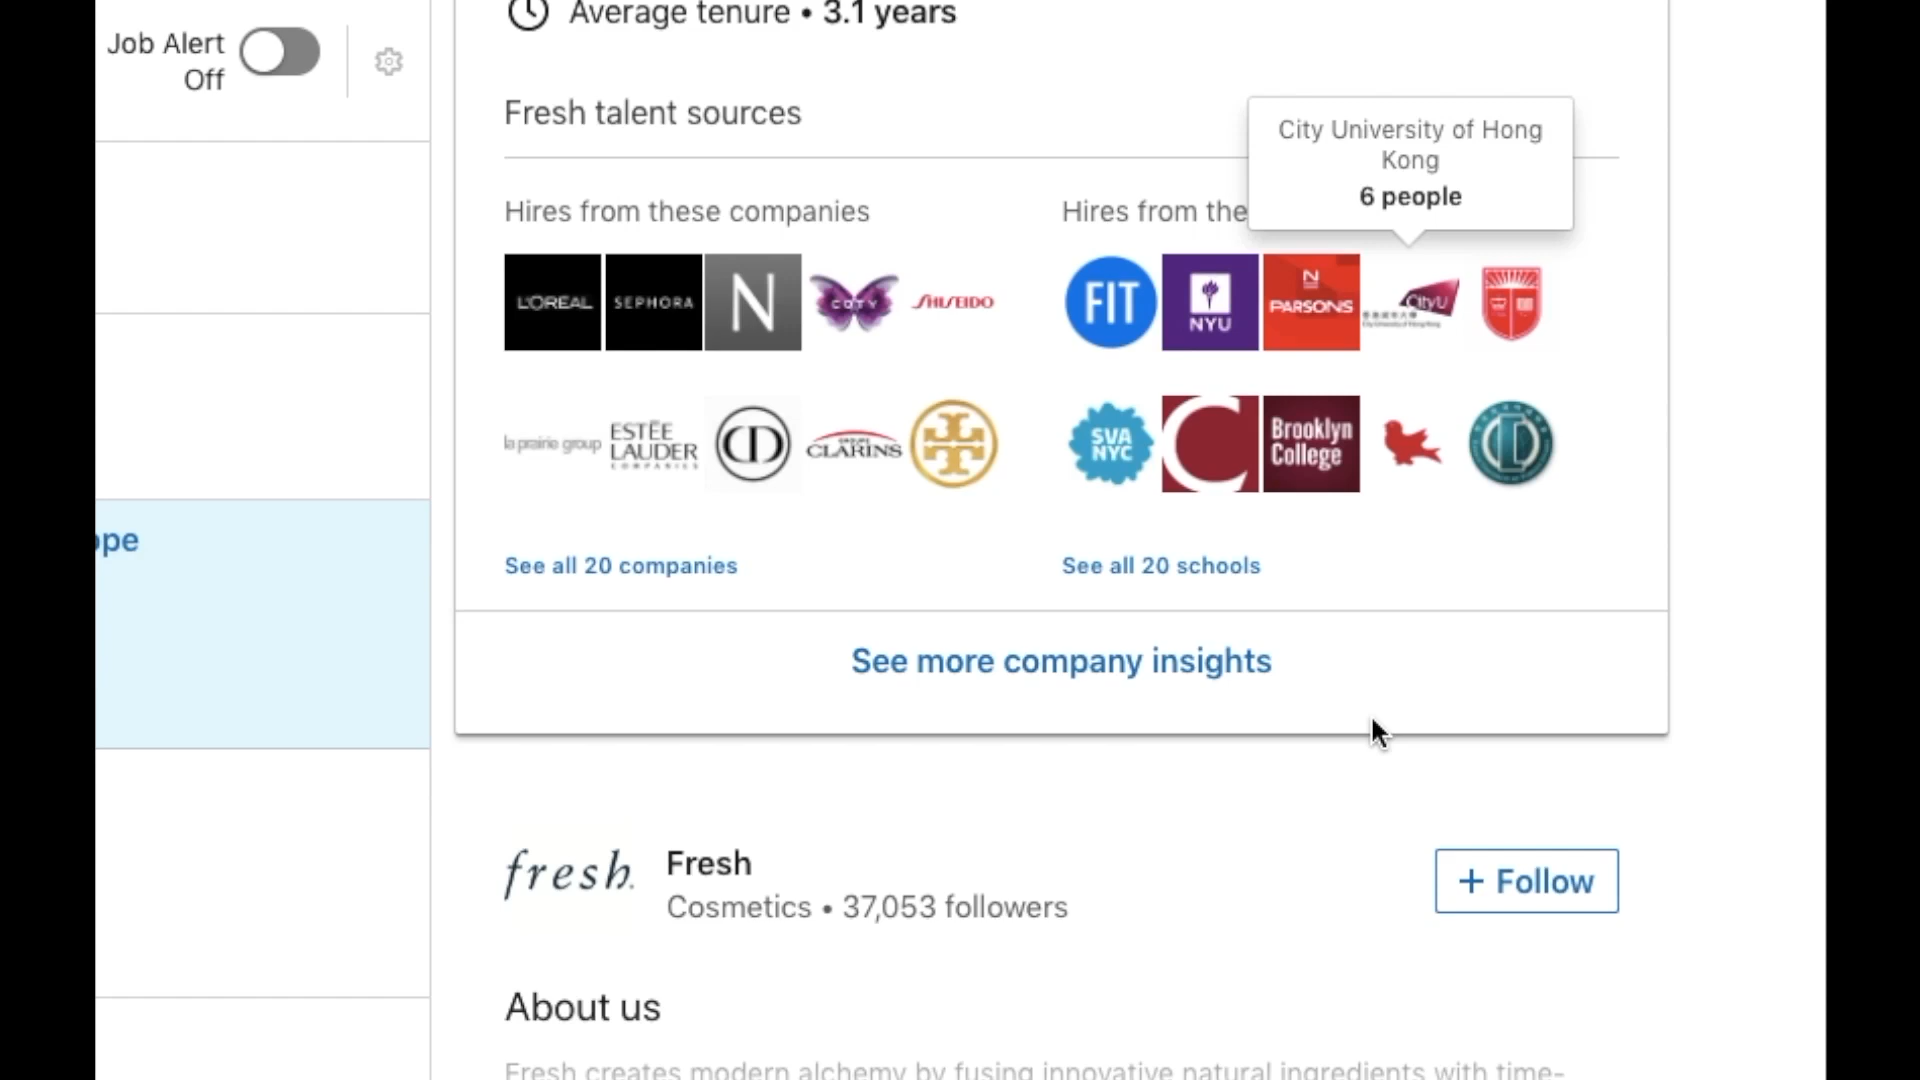 Average tenure • 3.1 years
Job Alert
Off
Fresh talent sources
City University of Hong
Kong
6 people
Hires from these companies
Hires from the
L'ORÉAL
SEPHORA
N
COTY
SHISEIDO
FIT
NYU
N
PARSONS
CityU
la prairie group
ESTĒE
LAUDER
COMPANIES
CLARINS
SVA
NYC
C
Brooklyn
College
See all 20 companies
See all 20 schools
ope
See more company insights
fresh.
Fresh
Cosmetics • 37,053 followers
+ Follow
About us
Fresh creates modern alchemy by fusing innovative natural ingredients with time-